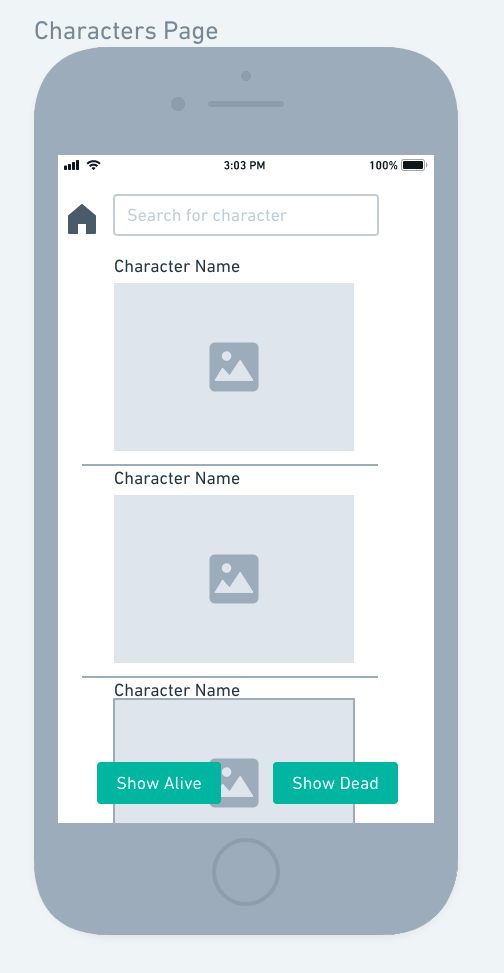 Characters Page
3:03 PM
100%
Search for character
Character Name
Character Name
Character Name
Show Alive
Show Dead